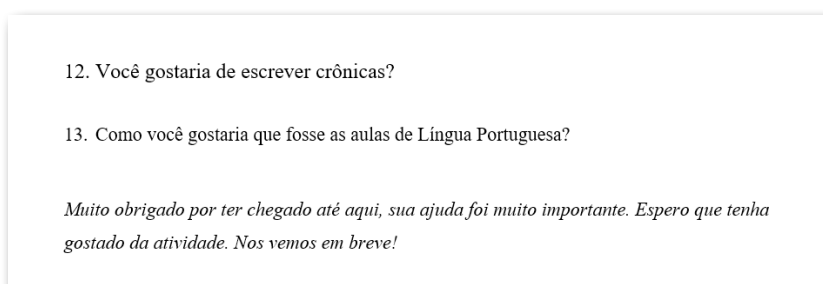 12. Você gostaria de escrever crônicas?
13. Como você gostaria que fosse as aulas de Língua Portuguesa?
Muito obrigado por ter chegado até aqui, sua ajuda foi muito importante. Espero que tenha
gostado da atividade. Nos vemos em breve!